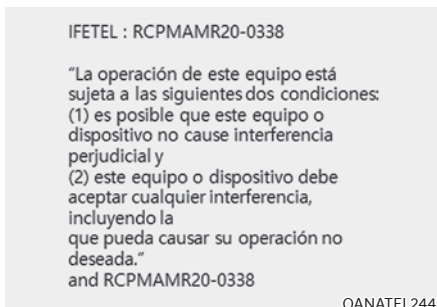 IFETEL : RCPMAMR20-0338
“La operación de este equipo está
sujeta a las siguientes dos condiciones:
(1) es posible que este equipo o
dispositivo no cause interferencia
perjudicial y
(2) este equipo o dispositivo debe
aceptar cualquier interferencia,
incluyendo la
que pueda causar su operación no
deseada.”
and RCPMAMR20-0338
OANATEL244